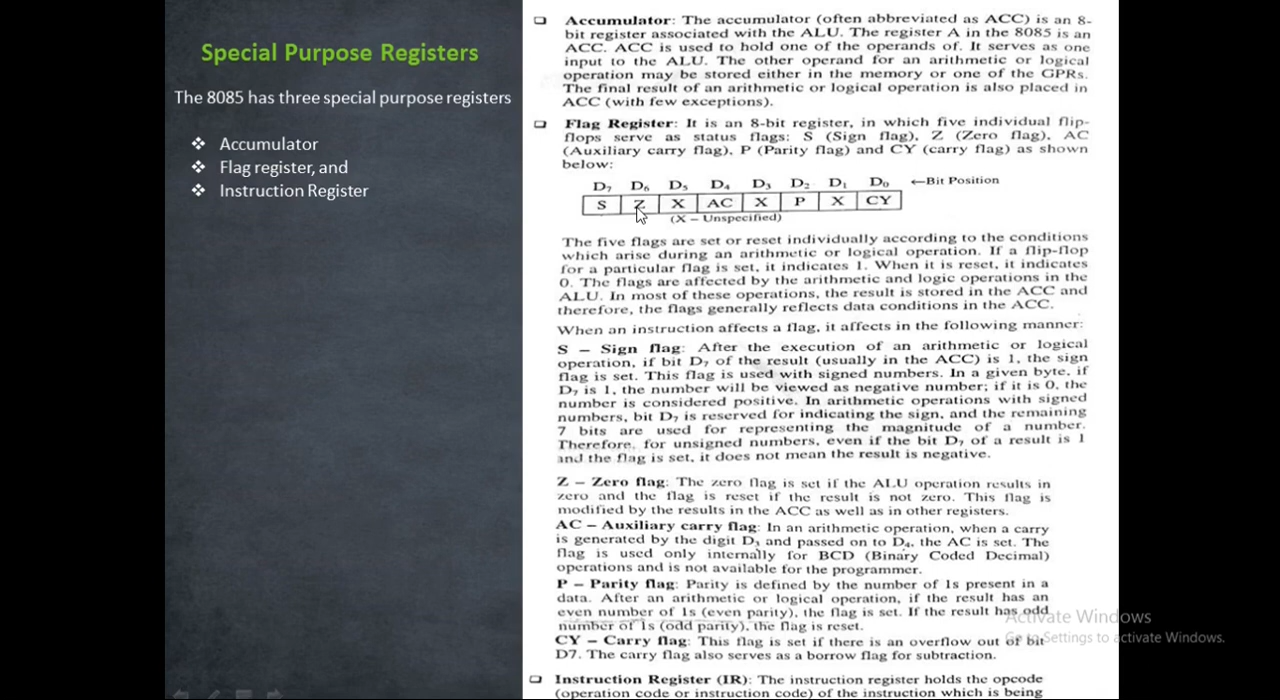 Special Purpose Registers
The 8085 has three special purpose registers
❖ Accumulator
❖ Flag register, and
❖ Instruction Register
❑ Accumulator: The accumulator (often abbreviated as ACC) is an 8-
bit register associated with the ALU. The register A in the 8085 is an
ACC. ACC is used to hold one of the operands of. It serves as one
input to the ALU. The other operand for an arithmetic or logical
operation may be stored either in the memory or one of the GPRs.
The final result of an arithmetic or logical operation is also placed in
ACC (with few exceptions).
❑ Flag Register: It is an 8-bit register, in which five individual flip-
flops serve as status flags: S (Sign flag), Z (Zero flag), AC
(Auxiliary carry flag), P (Parity flag) and CY (carry flag) as shown
below:
D₇ D₆ D₅ D₄ D₃ D₂ D₁ D₀ ←Bit Position
S Z X AC X P X CY
(X – Unspecified)
The five flags are set or reset individually according to the conditions
which arise during an arithmetic or logical operation. If a flip-flop
for a particular flag is set, it indicates 1. When it is reset, it indicates
0. The flags are affected by the arithmetic and logic operations in the
ALU. In most of these operations, the result is stored in the ACC and
therefore, the flags generally reflects data conditions in the ACC.
When an instruction affects a flag, it affects in the following manner:
S – Sign flag: After the execution of an arithmetic or logical
operation, if bit D₇ of the result (usually in the ACC) is 1, the sign
flag is set. This flag is used with signed numbers. In a given byte, if
D₇ is 1, the number will be viewed as negative number; if it is 0, the
number is considered positive. In arithmetic operations with signed
numbers, bit D₇ is reserved for indicating the sign, and the remaining
7 bits are used for representing the magnitude of a number.
Therefore, for unsigned numbers, even if the bit D₇ of a result is 1
and the flag is set, it does not mean the result is negative.
Z – Zero flag: The zero flag is set if the ALU operation results in
zero and the flag is reset if the result is not zero. This flag is
modified by the results in the ACC as well as in other registers.
AC – Auxiliary carry flag: In an arithmetic operation, when a carry
is generated by the digit D₃ and passed on to D₄, the AC is set. The
flag is used only internally for BCD (Binary Coded Decimal)
operations and is not available for the programmer.
P – Parity flag: Parity is defined by the number of 1s present in a
data. After an arithmetic or logical operation, if the result has an
even number of 1s (even parity), the flag is set. If the result has odd
number of 1s (odd parity), the flag is reset.
CY – Carry flag: This flag is set if there is an overflow out of bit
D7. The carry flag also serves as a borrow flag for subtraction.
❑ Instruction Register (IR): The instruction register holds the opcode
(operation code or instruction code) of the instruction which is being
Activate Windows
Go to Settings to activate Windows.